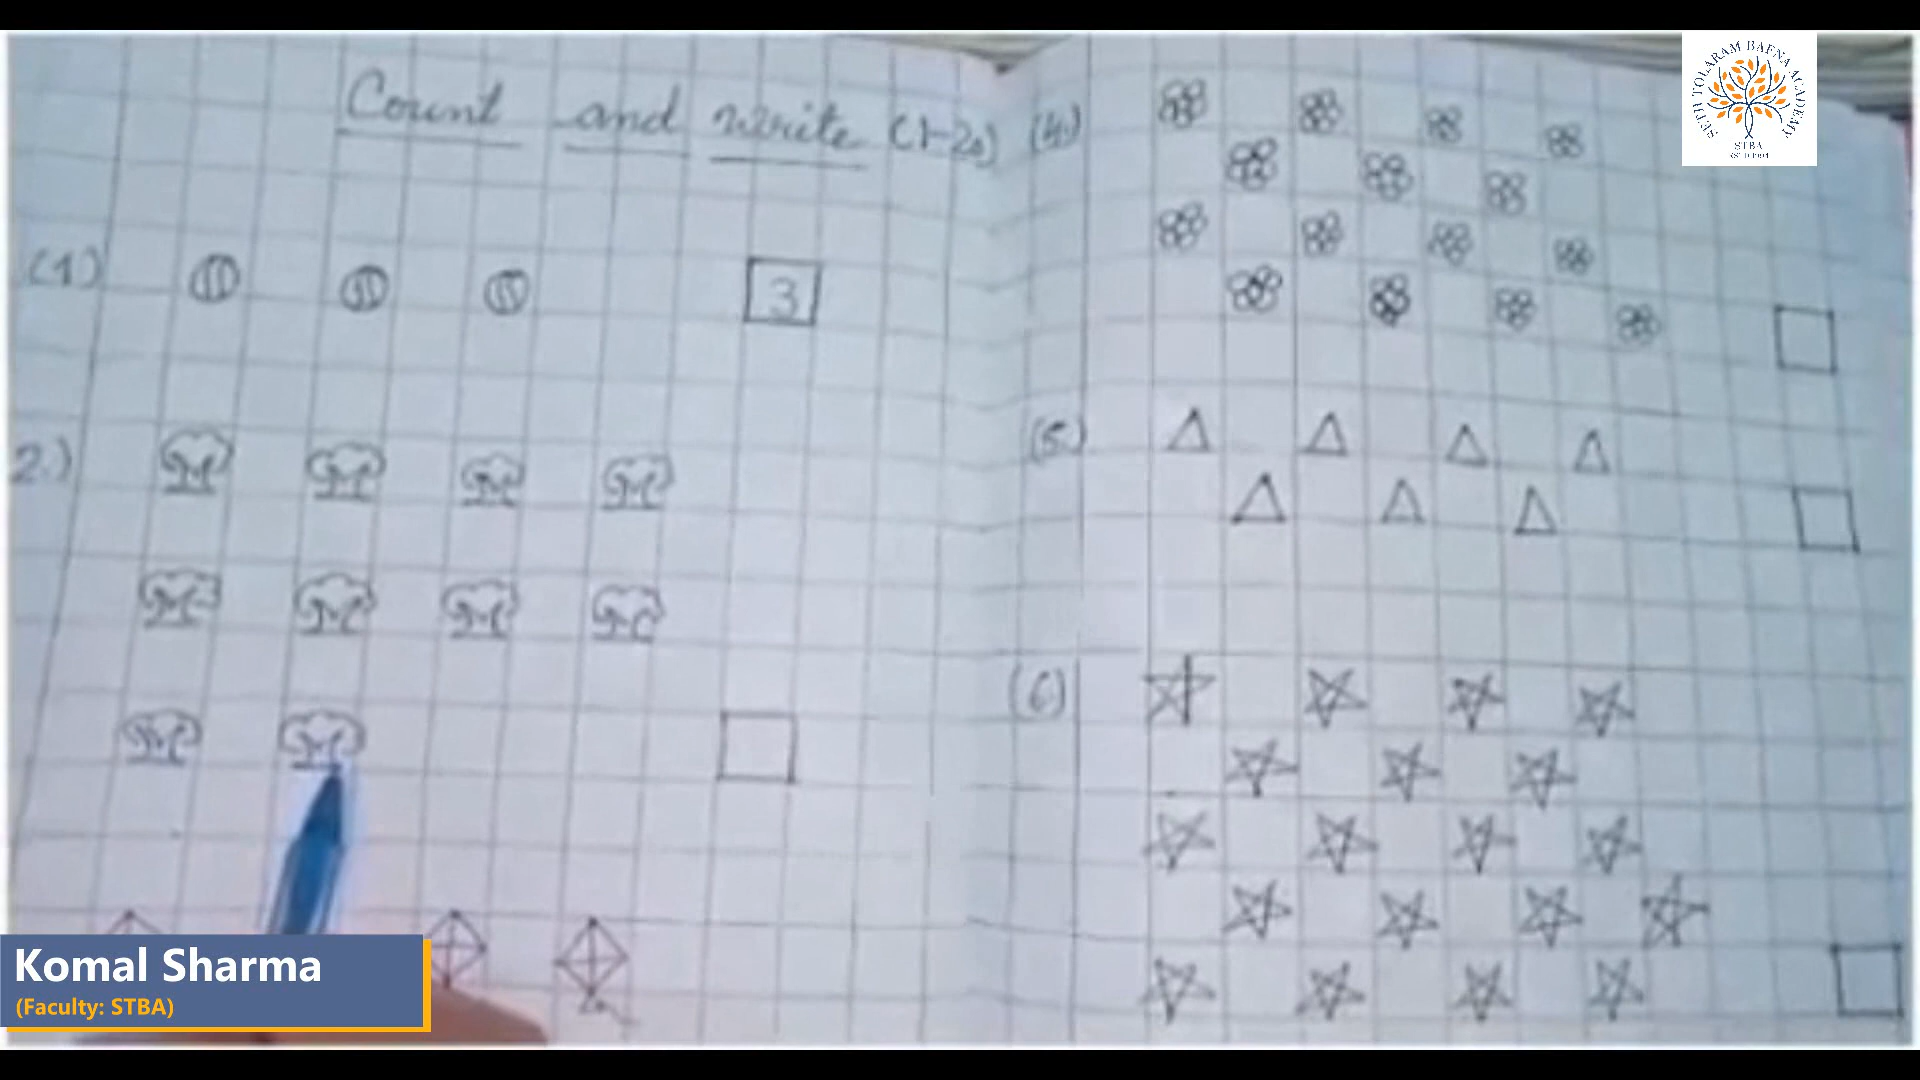 Count and write (1-20)
(1)
3
2.)
(4)
(5)
(6)
SETH TOLARAM BAFNA ACADEMY
STBA
Komal Sharma
(Faculty: STBA)